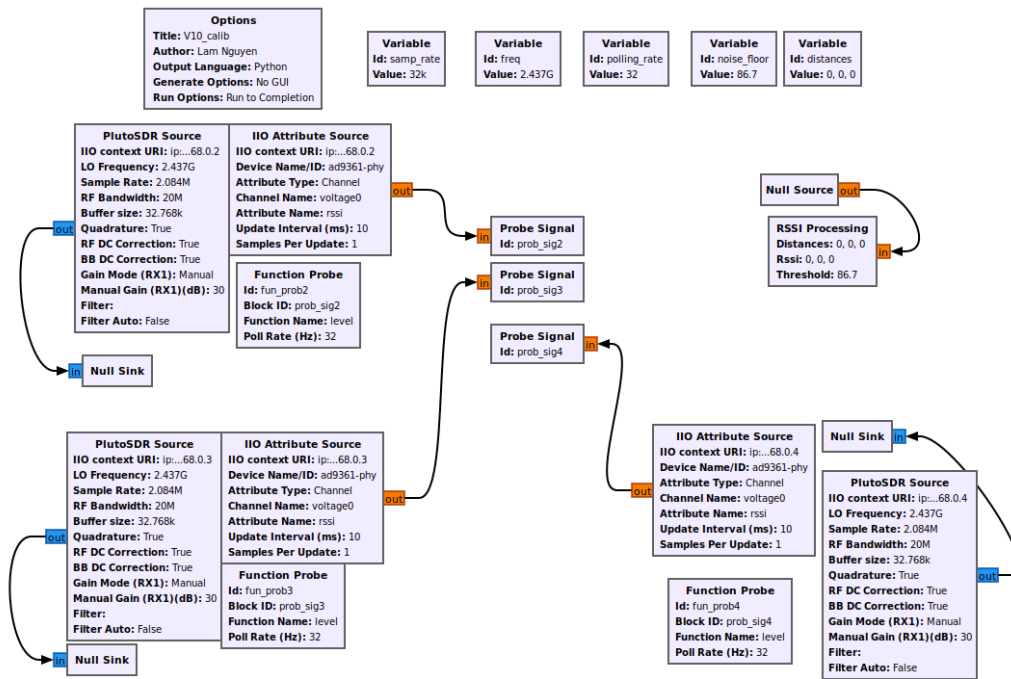 Options
Title: V10_calib
Author: Lam Nguyen
Output Language: Python
Generate Options: No GUI
Run Options: Run to Completion
Variable
Id: samp_rate
Value: 32k
Variable
Id: freq
Value: 2.437G
Variable
Id: polling_rate
Value: 32
Variable
Id: noise_floor
Value: 86.7
Variable
Id: distances
Value: 0, 0, 0
PlutoSDR Source
IIO context URI: ip:...68.0.2
LO Frequency: 2.437G
Sample Rate: 2.084M
RF Bandwidth: 20M
Buffer size: 32.768k
Quadrature: True
RF DC Correction: True
BB DC Correction: True
Gain Mode (RX1): Manual
Manual Gain (RX1)(dB): 30
Filter:
Filter Auto: False
out
IIO Attribute Source
IIO context URI: ip:...68.0.2
Device Name/ID: ad9361-phy
Attribute Type: Channel
Channel Name: voltage0
Attribute Name: rssi
Update Interval (ms): 10
Samples Per Update: 1
out
Function Probe
Id: fun_prob2
Block ID: prob_sig2
Function Name: level
Poll Rate (Hz): 32
in
Null Sink
in
Probe Signal
Id: prob_sig2
in
Probe Signal
Id: prob_sig3
Probe Signal
Id: prob_sig4
in
Null Source
out
RSSI Processing
Distances: 0, 0, 0
Rssi: 0, 0, 0
Threshold: 86.7
in
PlutoSDR Source
IIO context URI: ip:...68.0.3
LO Frequency: 2.437G
Sample Rate: 2.084M
RF Bandwidth: 20M
Buffer size: 32.768k
Quadrature: True
RF DC Correction: True
BB DC Correction: True
Gain Mode (RX1): Manual
Manual Gain (RX1)(dB): 30
Filter:
Filter Auto: False
out
IIO Attribute Source
IIO context URI: ip:...68.0.3
Device Name/ID: ad9361-phy
Attribute Type: Channel
Channel Name: voltage0
Attribute Name: rssi
Update Interval (ms): 10
Samples Per Update: 1
out
Function Probe
Id: fun_prob3
Block ID: prob_sig3
Function Name: level
Poll Rate (Hz): 32
in
Null Sink
out
IIO Attribute Source
IIO context URI: ip:...68.0.4
Device Name/ID: ad9361-phy
Attribute Type: Channel
Channel Name: voltage0
Attribute Name: rssi
Update Interval (ms): 10
Samples Per Update: 1
Function Probe
Id: fun_prob4
Block ID: prob_sig4
Function Name: level
Poll Rate (Hz): 32
Null Sink
in
PlutoSDR Source
IIO context URI: ip:...68.0.4
LO Frequency: 2.437G
Sample Rate: 2.084M
RF Bandwidth: 20M
Buffer size: 32.768k
Quadrature: True
RF DC Correction: True
BB DC Correction: True
Gain Mode (RX1): Manual
Manual Gain (RX1)(dB): 30
Filter:
Filter Auto: False
out